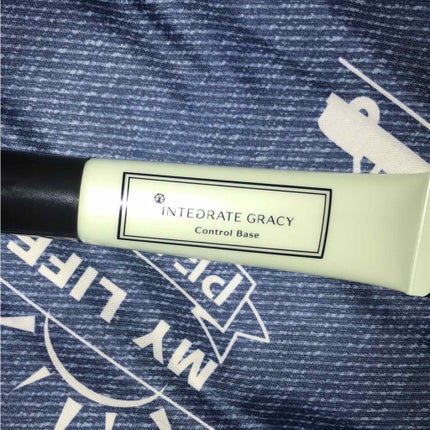 INTEGRATE GRACY
Control Base
MY LIFE